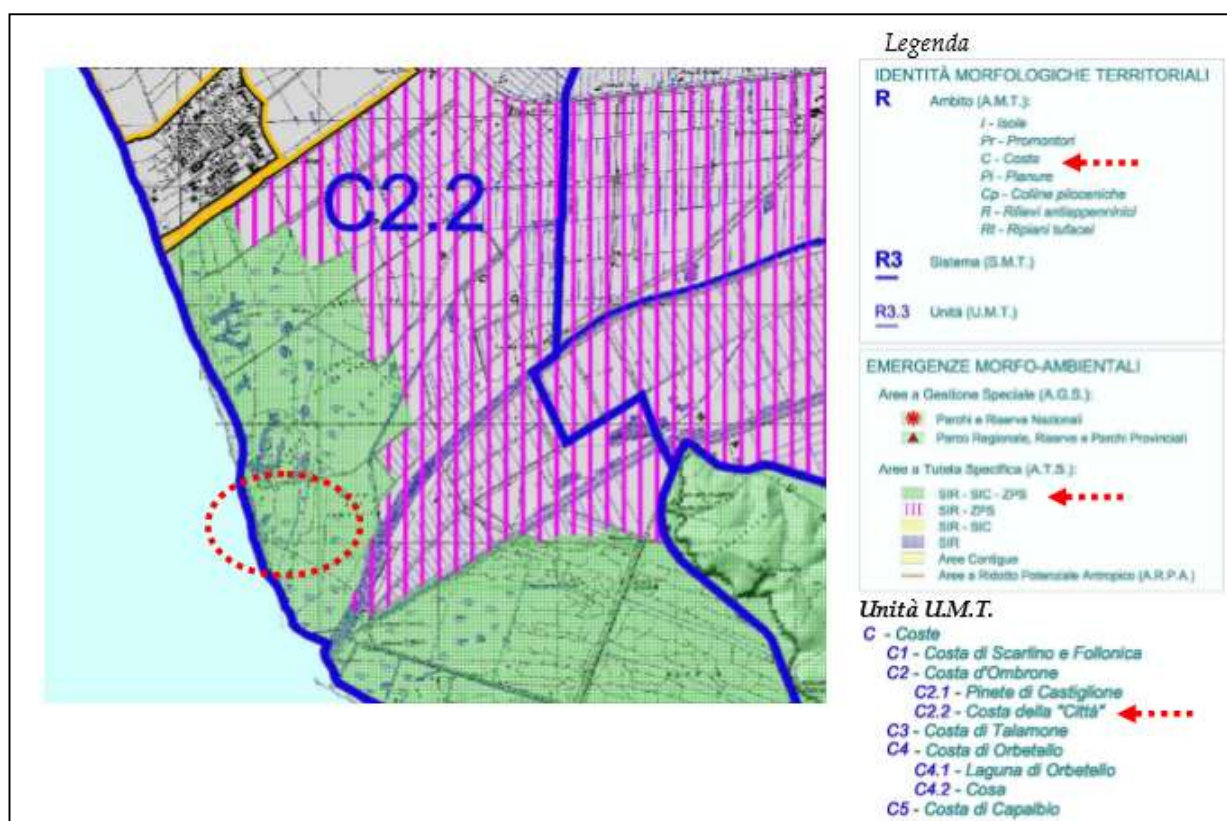 Legenda
IDENTITÀ MORFOLOGICHE TERRITORIALI
R Ambito (A.M.T.):
I - Isole
Pr - Promontori
C - Coste
Pi - Pianure
Cp - Colline plioceniche
R - Rilievi antiappenninici
Rt - Ripiani tufacei
R3 Sistema (S.M.T.)
R3.3 Unità (U.M.T.)
EMERGENZE MORFO-AMBIENTALI
Aree a Gestione Speciale (A.G.S.):
Parchi e Riserve Nazionali
Parco Regionale, Riserve e Parchi Provinciali
Aree a Tutela Specifica (A.T.S.):
SIR - SIC - ZPS
SIR - ZPS
SIR - SIC
SIR
Aree Contigue
Aree a Ridotto Potenziale Antropico (A.R.P.A.)
Unità U.M.T.
C - Coste
C1 - Costa di Scarlino e Follonica
C2 - Costa d'Ombrone
C2.1 - Pinete di Castiglione
C2.2 - Costa della "Città"
C3 - Costa di Talamone
C4 - Costa di Orbetello
C4.1 - Laguna di Orbetello
C4.2 - Cosa
C5 - Costa di Capalbio
C2.2